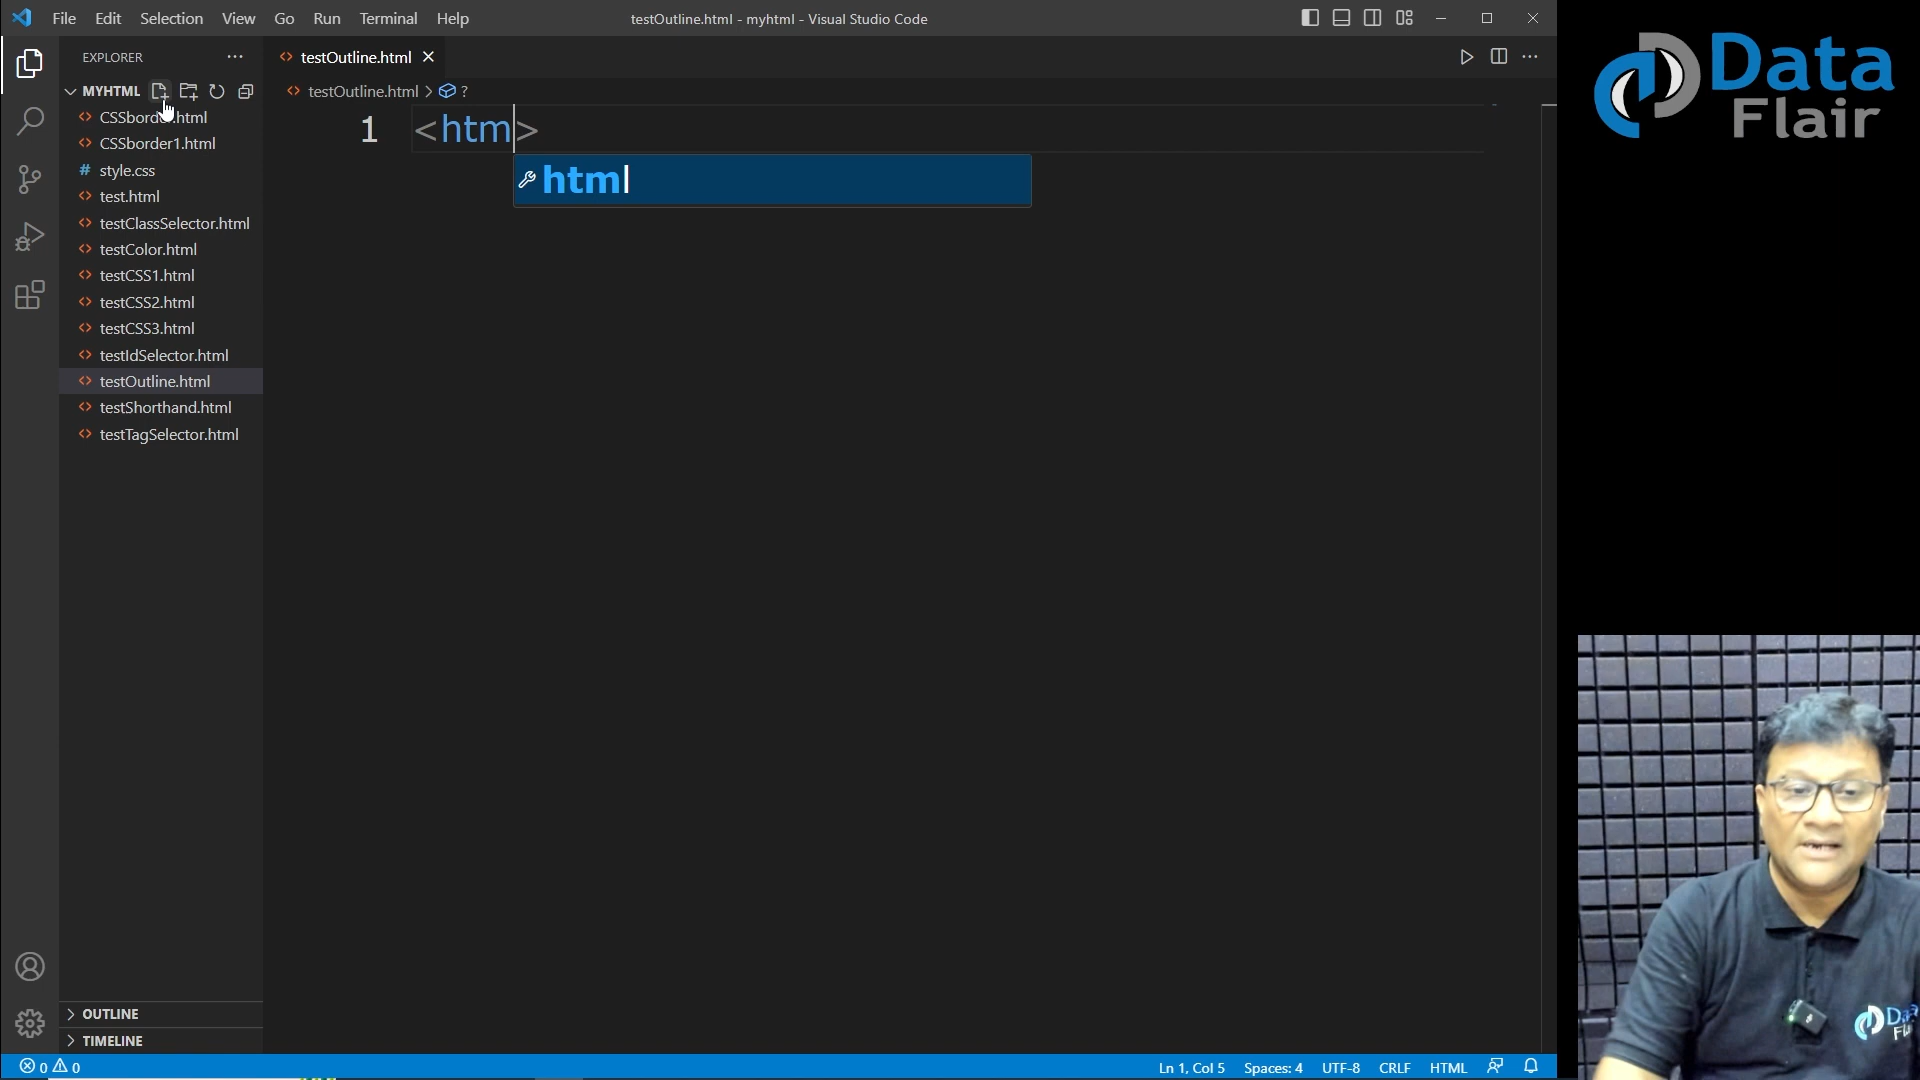 File Edit Selection View Go Run Terminal Help
testOutline.html - myhtml - Visual Studio Code
EXPLORER
testOutline.html
MYHTML
testOutline.html > ?
CSSborder.html
CSSborder1.html
# style.css
test.html
testClassSelector.html
testColor.html
testCSS1.html
testCSS2.html
testCSS3.html
testIdSelector.html
testOutline.html
testShorthand.html
testTagSelector.html
1 <htm>
html
OUTLINE
TIMELINE
0 0
Ln 1, Col 5 Spaces: 4 UTF-8 CRLF HTML
Data
Flair